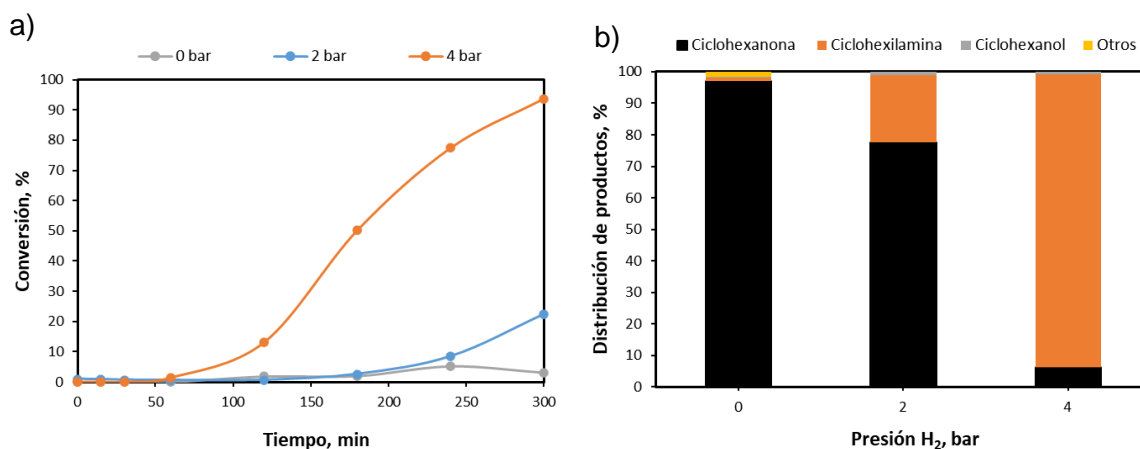 a)
0 bar 2 bar 4 bar
100
90
80
70
60
50
40
30
20
10
0
0 50 100 150 200 250 300
Conversión, %
Tiempo, min
b)
Ciclohexanona Ciclohexilamina Ciclohexanol Otros
100
90
80
70
60
50
40
30
20
10
0
0 2 4
Distribución de productos, %
Presión H₂, bar